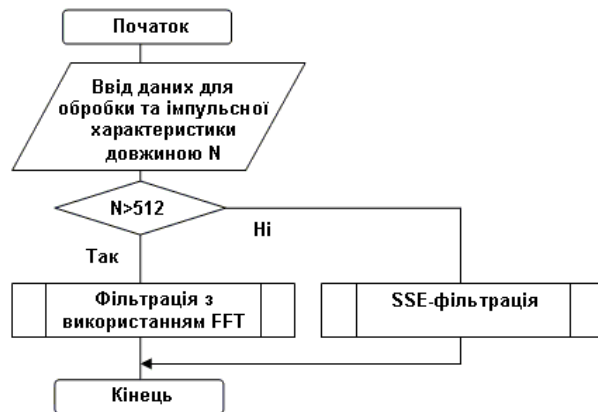 Початок
Ввід даних для
обробки та імпульсної
характеристики
довжиною N
N>512
Ні
Так
Фільтрація з
використанням FFT
SSE-фільтрація
Кінець